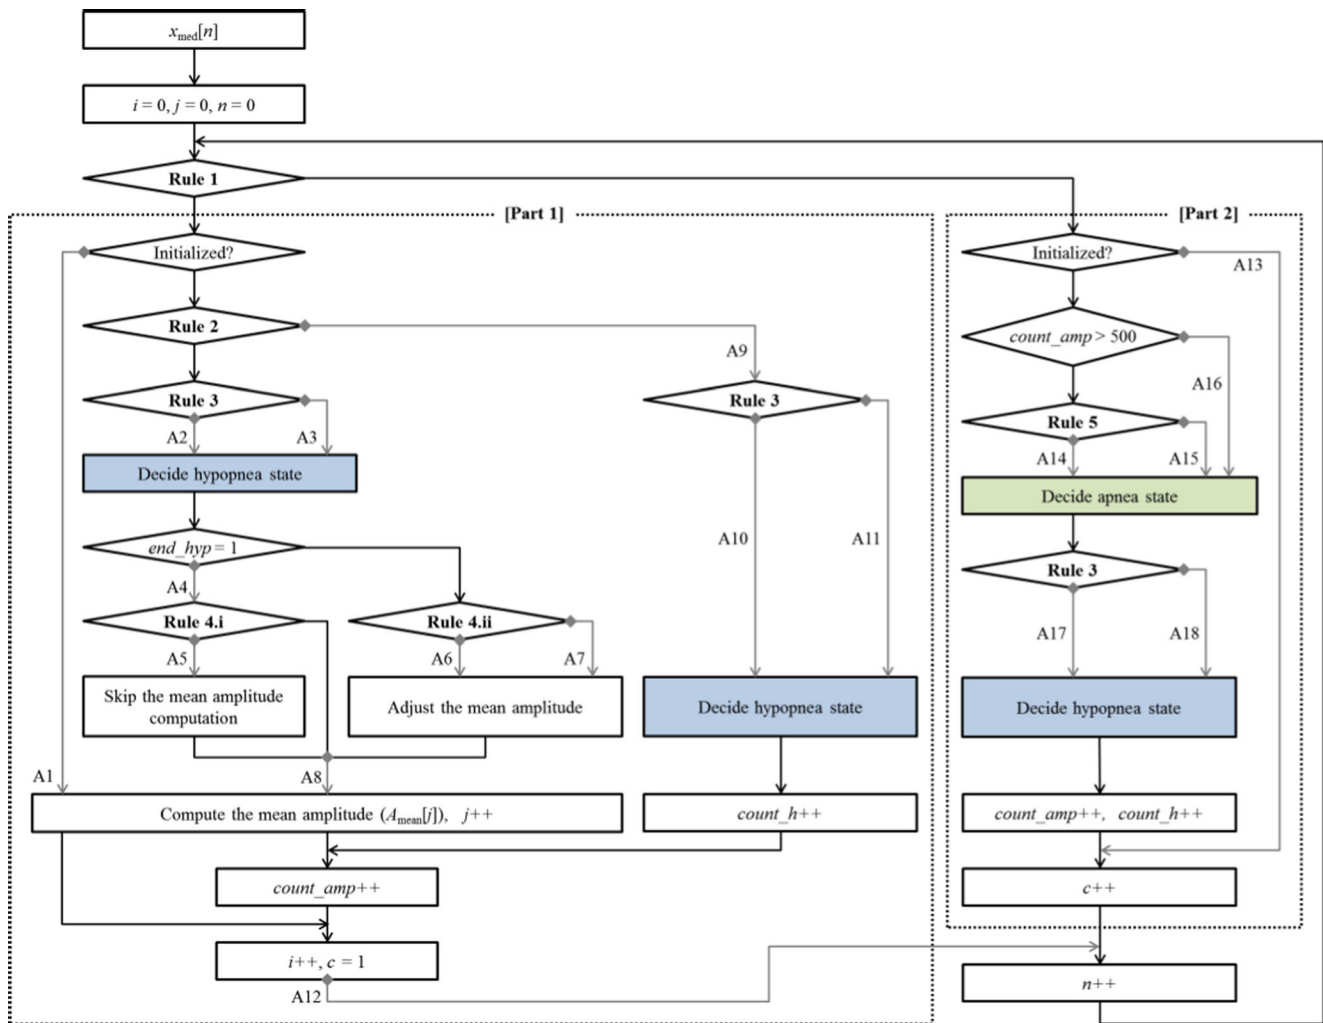 xmed[n]
i = 0, j = 0, n = 0
Rule 1
[Part 1]
[Part 2]
Initialized?
Initialized?
A13
Rule 2
count_amp > 500
A9
A16
Rule 3
Rule 3
Rule 5
A2
A3
A14
A15
Decide hypopnea state
Decide apnea state
A10
A11
end_hyp = 1
Rule 3
A4
Rule 4.i
Rule 4.ii
A17
A18
A5
A6
A7
Skip the mean amplitude
computation
Adjust the mean amplitude
Decide hypopnea state
Decide hypopnea state
A1
A8
Compute the mean amplitude (Amean[j]), j++
count_h++
count_amp++, count_h++
count_amp++
c++
i++, c = 1
A12
n++